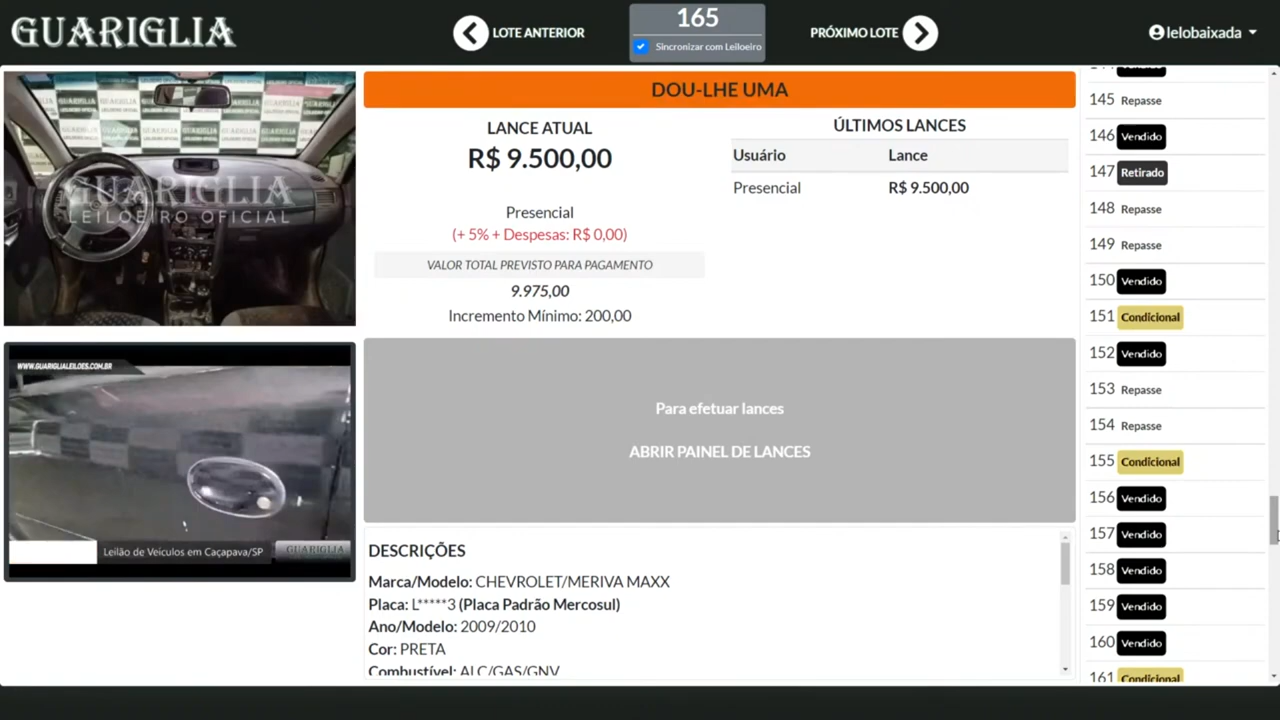 GUARIGLIA
LOTE ANTERIOR
165
Sincronizar com Leiloeiro
PRÓXIMO LOTE
lelobaixada
GUARIGLIA
LEILOEIRO OFICIAL
DOU-LHE UMA
LANCE ATUAL
R$ 9.500,00
Presencial
(+ 5% + Despesas: R$ 0,00)
VALOR TOTAL PREVISTO PARA PAGAMENTO
9.975,00
Incremento Mínimo: 200,00
ÚLTIMOS LANCES
Usuário Lance
Presencial R$ 9.500,00
WWW.GUARIGLIALEILOES.COM.BR
Leilão de Veiculos em Caçapava/SP
GUARIGLIA
Para efetuar lances
ABRIR PAINEL DE LANCES
DESCRIÇÕES
Marca/Modelo: CHEVROLET/MERIVA MAXX
Placa: L*****3 (Placa Padrão Mercosul)
Ano/Modelo: 2009/2010
Cor: PRETA
Combustível: ALC/GAS/GNV
145 Repasse
146 Vendido
147 Retirado
148 Repasse
149 Repasse
150 Vendido
151 Condicional
152 Vendido
153 Repasse
154 Repasse
155 Condicional
156 Vendido
157 Vendido
158 Vendido
159 Vendido
160 Vendido
161 Condicional